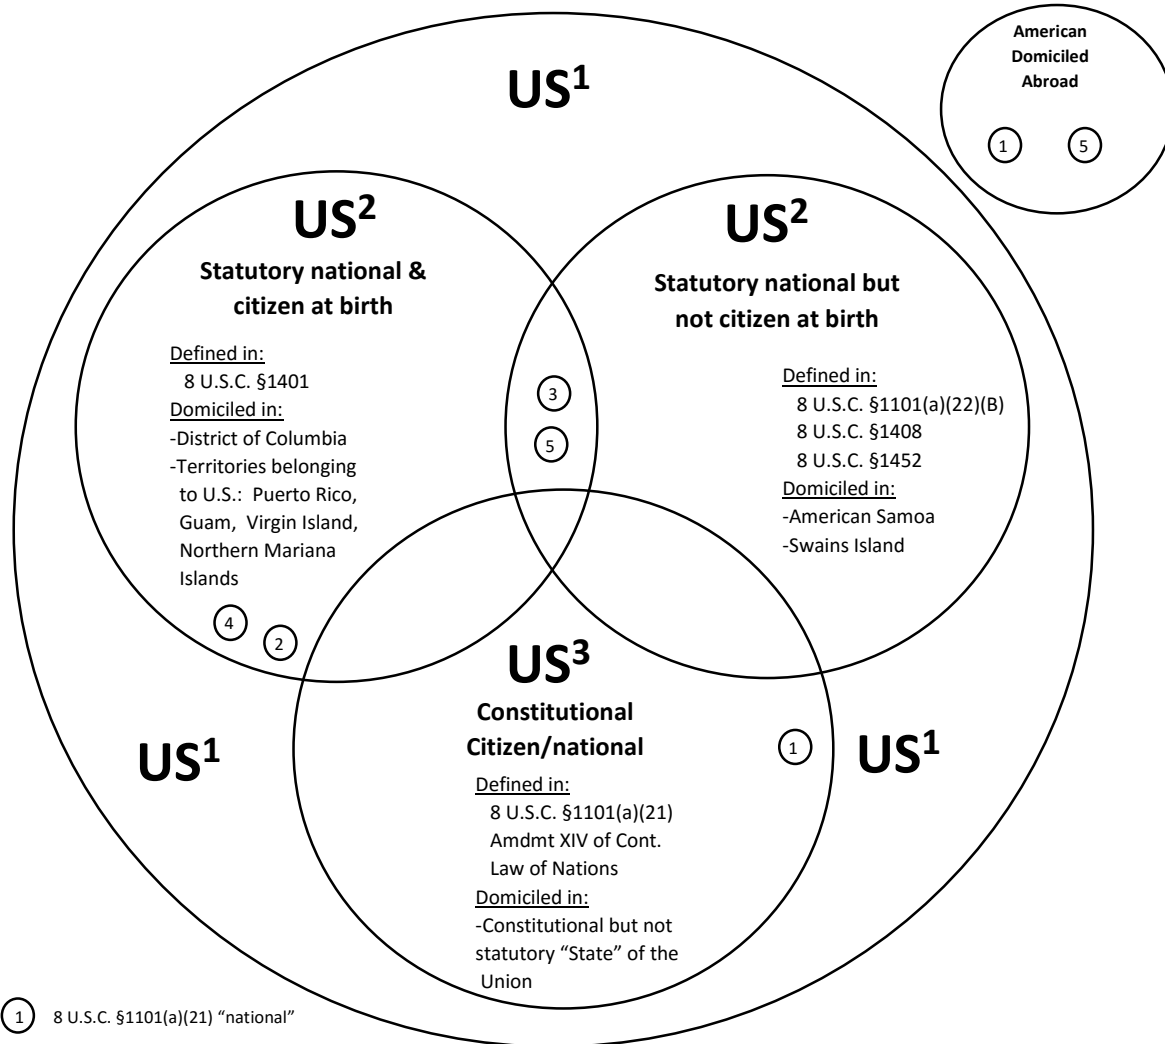 American
Domiciled
Abroad
1 5
US¹
US²
Statutory national &
citizen at birth
Defined in:
8 U.S.C. §1401
Domiciled in:
-District of Columbia
-Territories belonging
to U.S.: Puerto Rico,
Guam, Virgin Island,
Northern Mariana
Islands
4
2
US²
Statutory national but
not citizen at birth
Defined in:
8 U.S.C. §1101(a)(22)(B)
8 U.S.C. §1408
8 U.S.C. §1452
Domiciled in:
-American Samoa
-Swains Island
3
5
US³
Constitutional
Citizen/national
Defined in:
8 U.S.C. §1101(a)(21)
Amdmt XIV of Cont.
Law of Nations
Domiciled in:
-Constitutional but not
statutory “State” of the
Union
1
US¹
US¹
1 8 U.S.C. §1101(a)(21) “national”